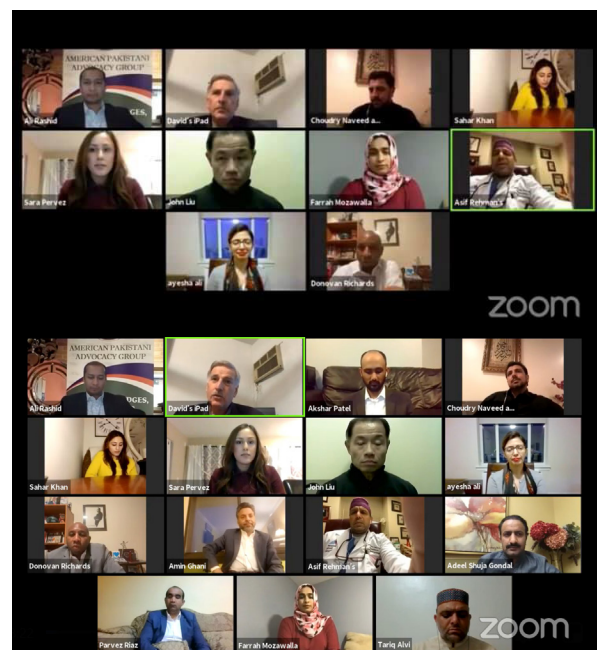 AMERICAN PAKISTANI
ADVOCACY GROUP
GES,
Ali Rashid
David's iPad
Choudry Naveed a...
Sahar Khan
Sara Pervez
John Liu
Farrah Mozawalla
Asif Rehman's
ayesha ali
Donovan Richards
zoom
AMERICAN PAKISTANI
ADVOCACY GROUP
DGES,
Ali Rashid
David's iPad
Akshar Patel
Choudry Naveed a...
Sahar Khan
Sara Pervez
John Liu
ayesha ali
Donovan Richards
Amin Ghani
Asif Rehman's
Adeel Shuja Gondal
Parvez Riaz
Farrah Mozawalla
Tariq Alvi
zoom